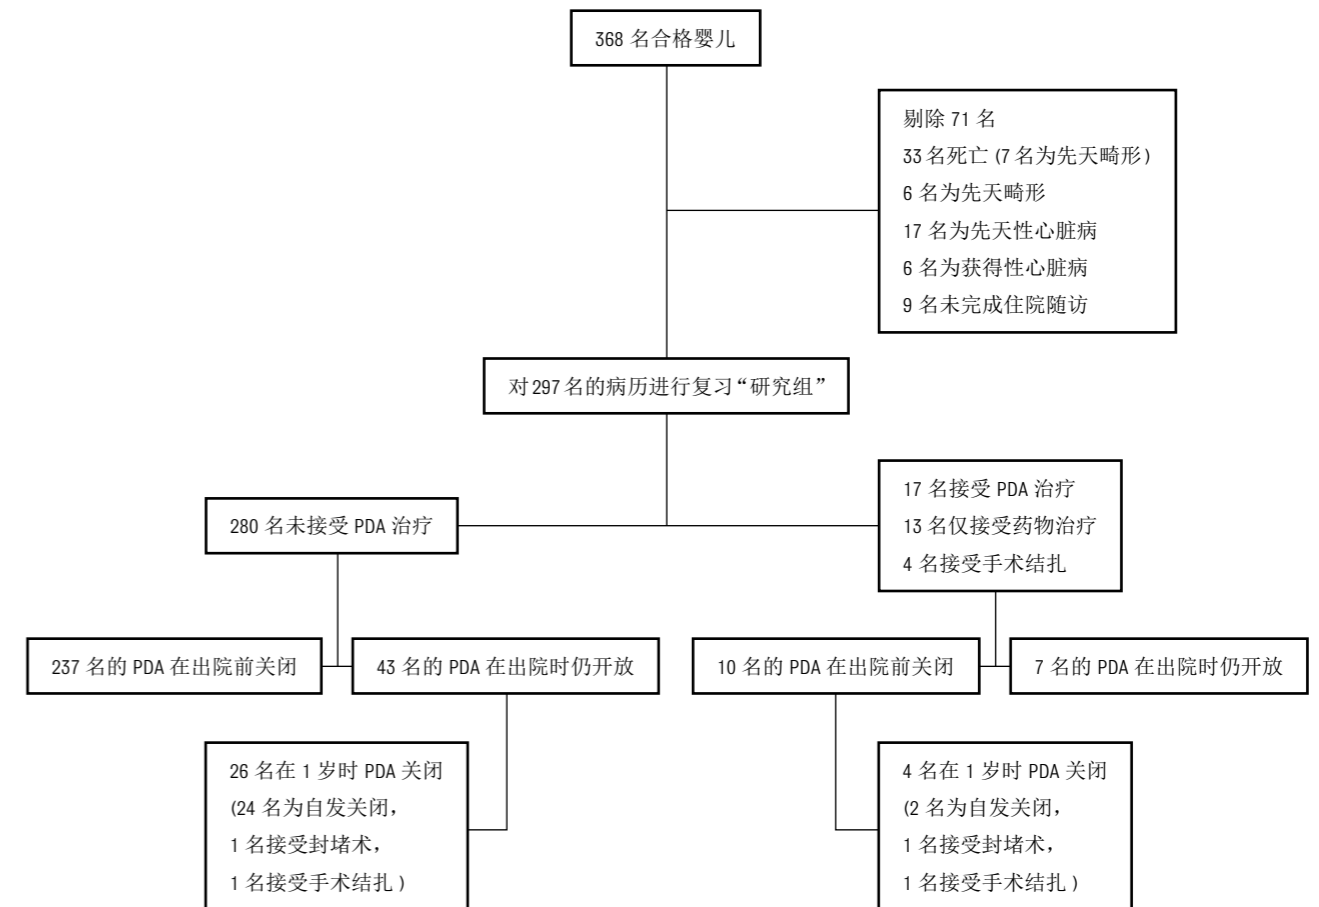 368 名合格婴儿
剔除 71 名
33 名死亡 (7 名为先天畸形)
6 名为先天畸形
17 名为先天性心脏病
6 名为获得性心脏病
9 名未完成住院随访
对 297 名的病历进行复习“研究组”
280 名未接受 PDA 治疗
17 名接受 PDA 治疗
13 名仅接受药物治疗
4 名接受手术结扎
237 名的 PDA 在出院前关闭
43 名的 PDA 在出院时仍开放
10 名的 PDA 在出院前关闭
7 名的 PDA 在出院时仍开放
26 名在 1 岁时 PDA 关闭
(24 名为自发关闭，
1 名接受封堵术，
1 名接受手术结扎)
4 名在 1 岁时 PDA 关闭
(2 名为自发关闭，
1 名接受封堵术，
1 名接受手术结扎)